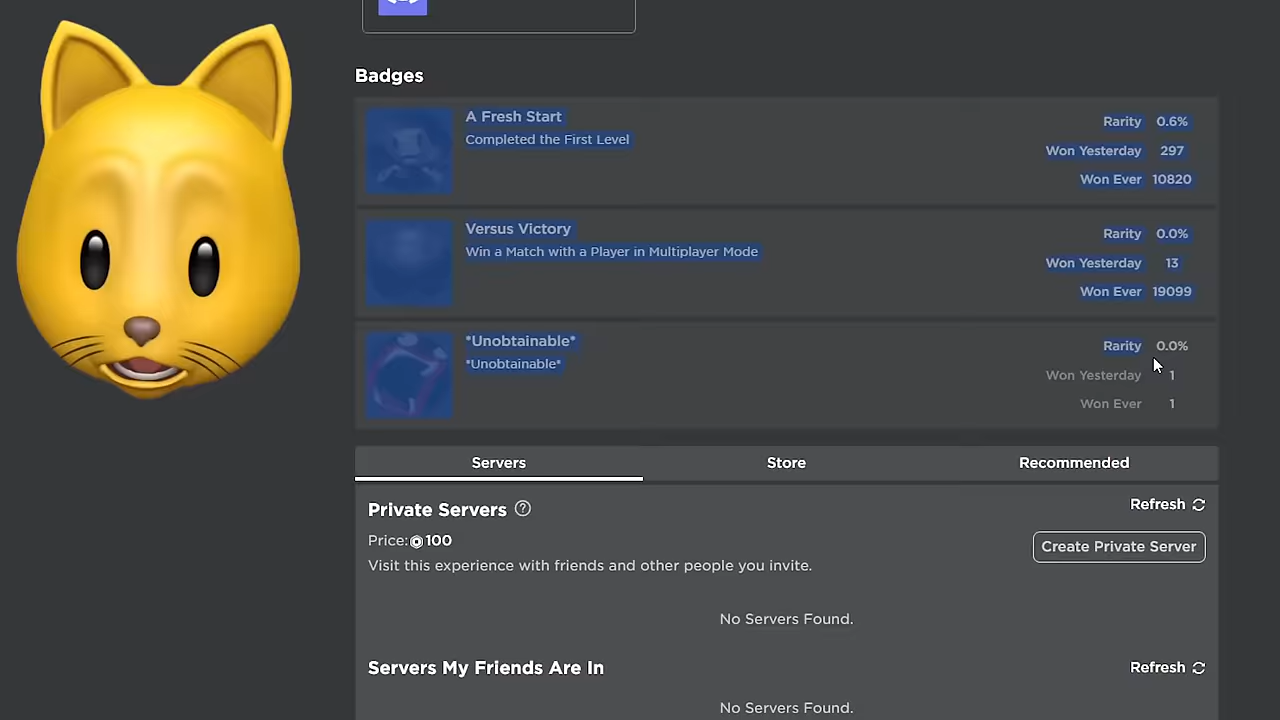 Badges
A Fresh Start
Completed the First Level
Rarity 0.6%
Won Yesterday 297
Won Ever 10820
Versus Victory
Win a Match with a Player in Multiplayer Mode
Rarity 0.0%
Won Yesterday 13
Won Ever 19099
*Unobtainable*
*Unobtainable*
Rarity 0.0%
Won Yesterday 1
Won Ever 1
Servers Store Recommended
Private Servers ?
Refresh
Price: 100
Create Private Server
Visit this experience with friends and other people you invite.
No Servers Found.
Servers My Friends Are In
Refresh
No Servers Found.